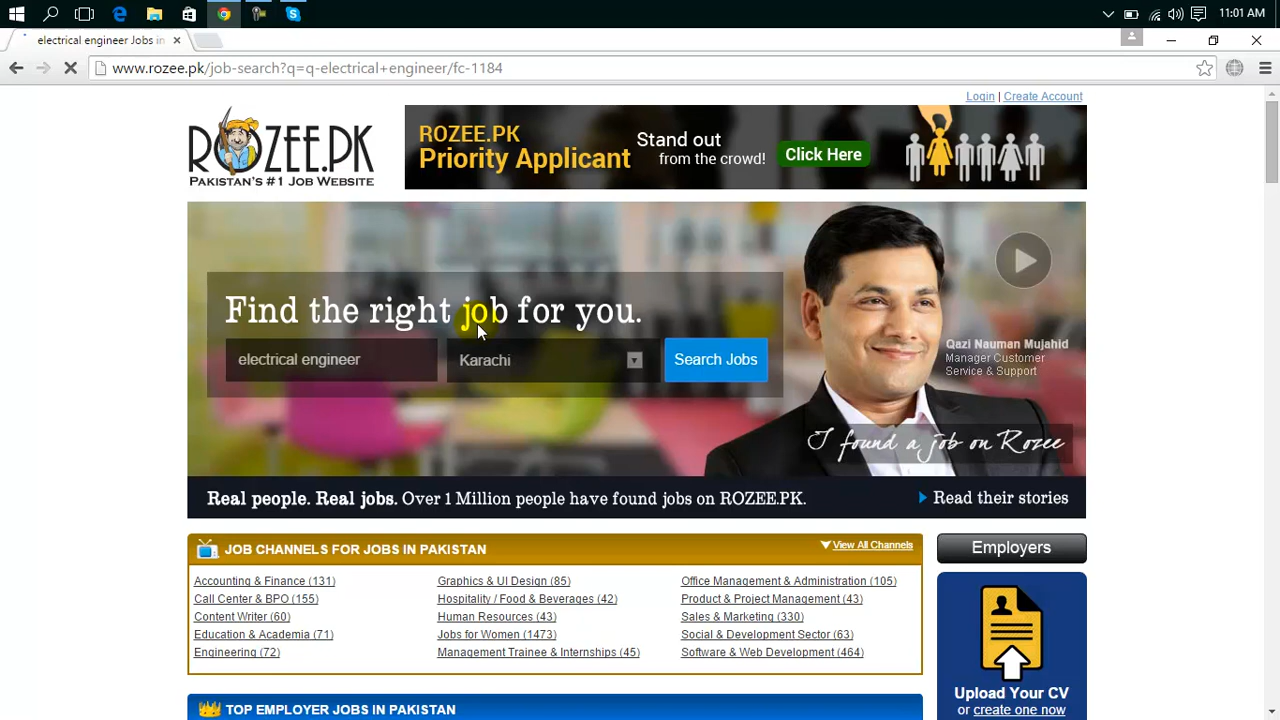 11:01 AM
electrical engineer Jobs in
www.rozee.pk/job-search?q=q-electrical+engineer/fc-1184
Login | Create Account
ROZEE.PK
PAKISTAN'S #1 JOB WEBSITE
ROZEE.PK
Priority Applicant
Stand out
from the crowd!
Click Here
Find the right job for you.
electrical engineer
Karachi
Search Jobs
Qazi Nauman Mujahid
Manager Customer
Service & Support
I found a job on Rozee
Real people. Real jobs. Over 1 Million people have found jobs on ROZEE.PK.
Read their stories
JOB CHANNELS FOR JOBS IN PAKISTAN
View All Channels
Accounting & Finance (131)
Call Center & BPO (155)
Content Writer (60)
Education & Academia (71)
Engineering (72)
Graphics & UI Design (85)
Hospitality / Food & Beverages (42)
Human Resources (43)
Jobs for Women (1473)
Management Trainee & Internships (45)
Office Management & Administration (105)
Product & Project Management (43)
Sales & Marketing (330)
Social & Development Sector (63)
Software & Web Development (464)
Employers
Upload Your CV
or create one now
TOP EMPLOYER JOBS IN PAKISTAN